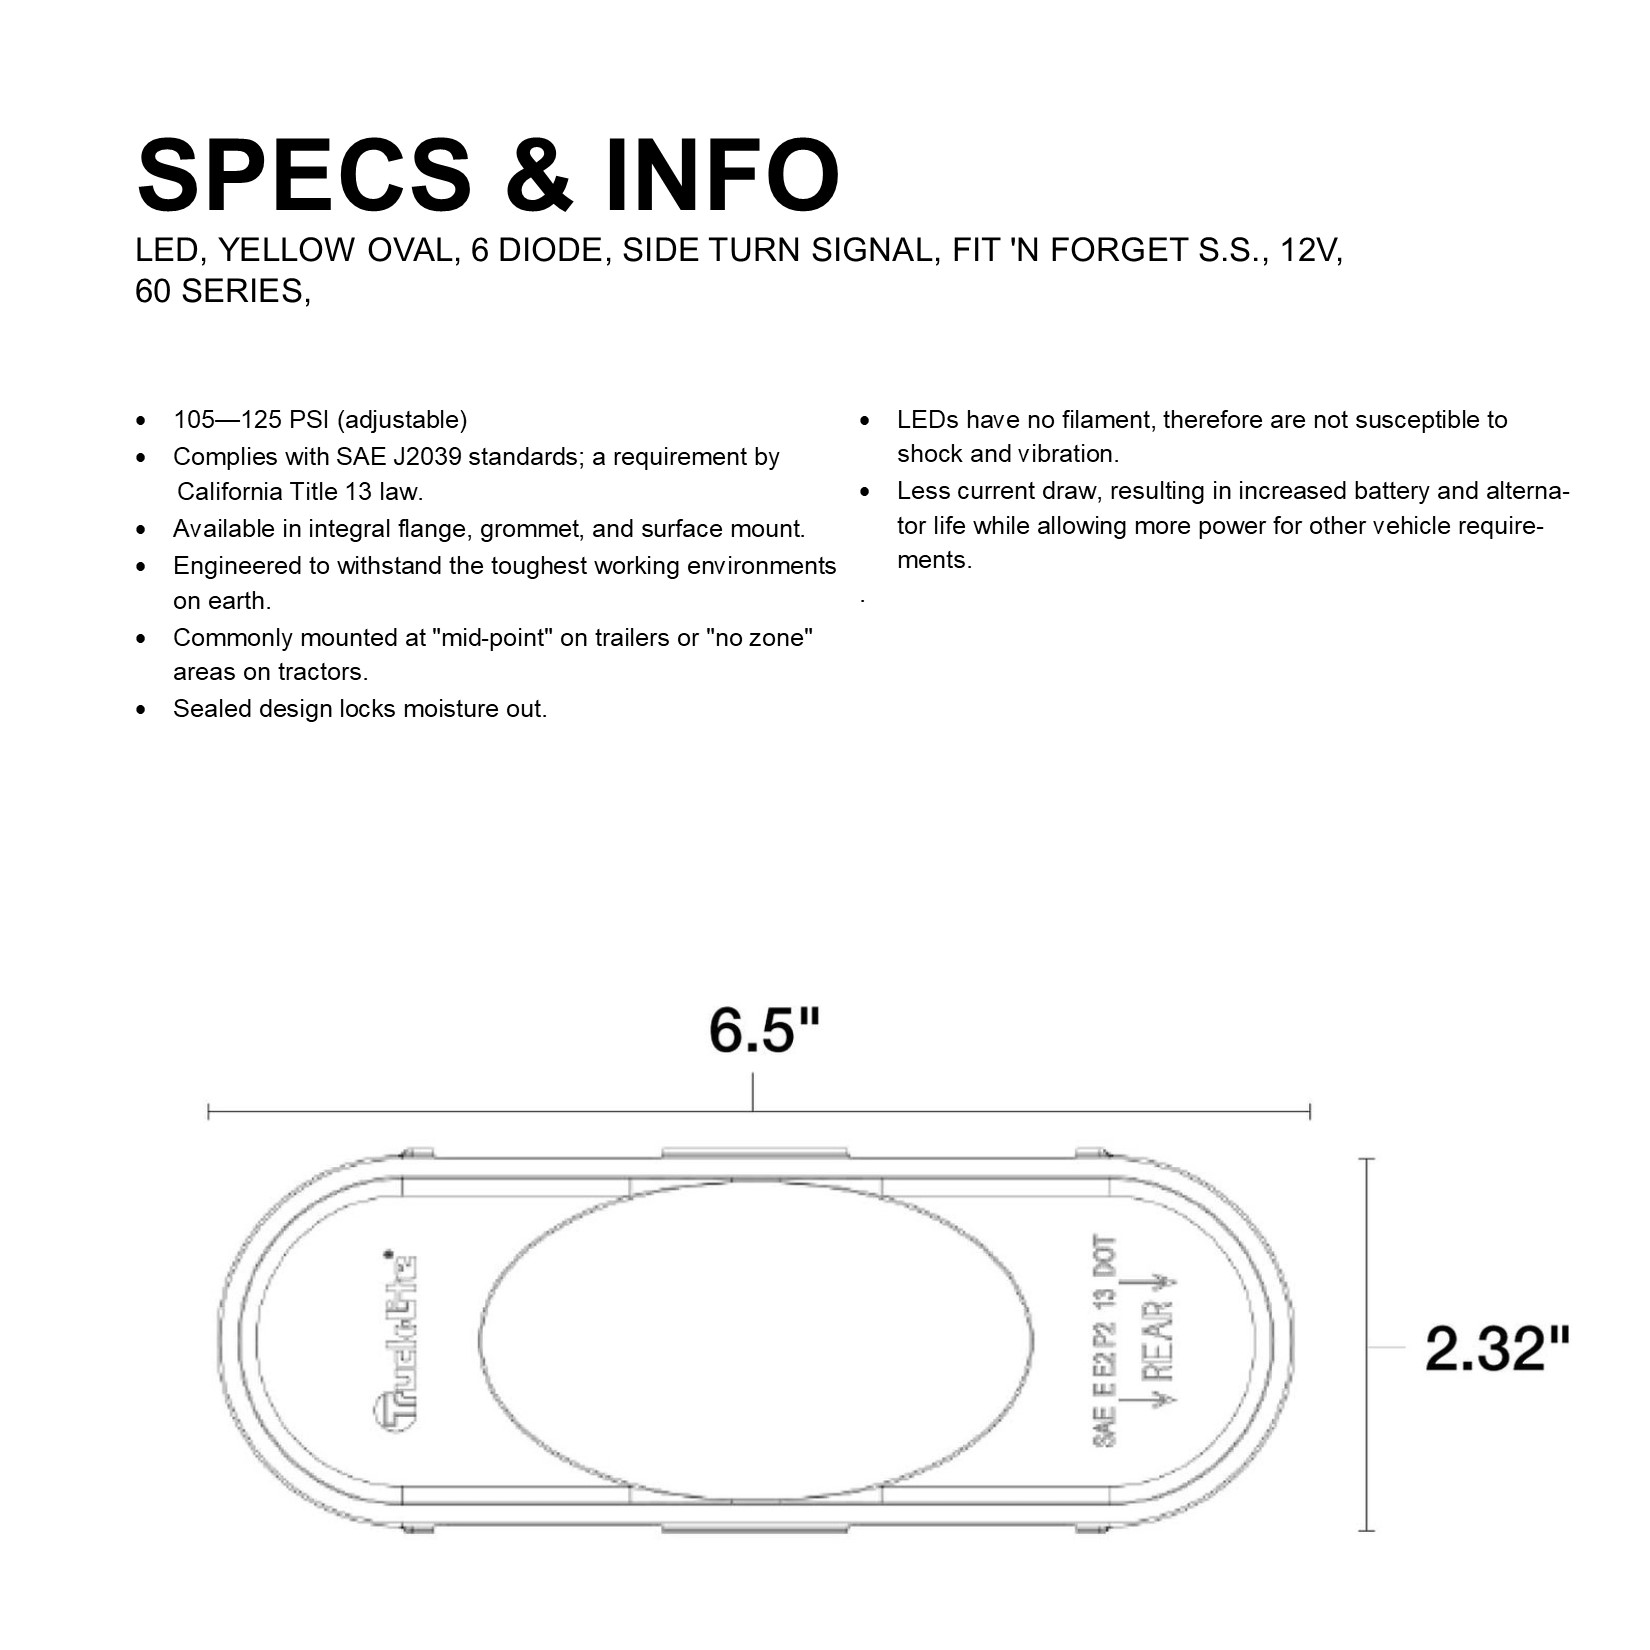 SPECS & INFO
LED, YELLOW OVAL, 6 DIODE, SIDE TURN SIGNAL, FIT 'N FORGET S.S., 12V,
60 SERIES,
• 105—125 PSI (adjustable)
• Complies with SAE J2039 standards; a requirement by
California Title 13 law.
• Available in integral flange, grommet, and surface mount.
• Engineered to withstand the toughest working environments
on earth.
• Commonly mounted at "mid-point" on trailers or "no zone"
areas on tractors.
• Sealed design locks moisture out.
• LEDs have no filament, therefore are not susceptible to
shock and vibration.
• Less current draw, resulting in increased battery and alterna-
tor life while allowing more power for other vehicle require-
ments.
.
6.5"
2.32"
Truck-Lite
SAE E E2 P2 13 DOT
REAR